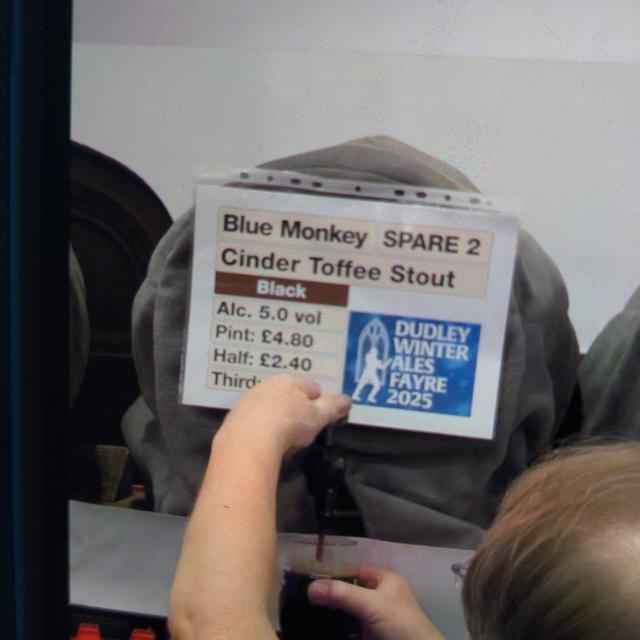 Blue Monkey SPARE 2
Cinder Toffee Stout
Black
Alc. 5.0 vol
Pint: £4.80
Half: £2.40
Third
DUDLEY
WINTER
ALES
FAYRE
2025